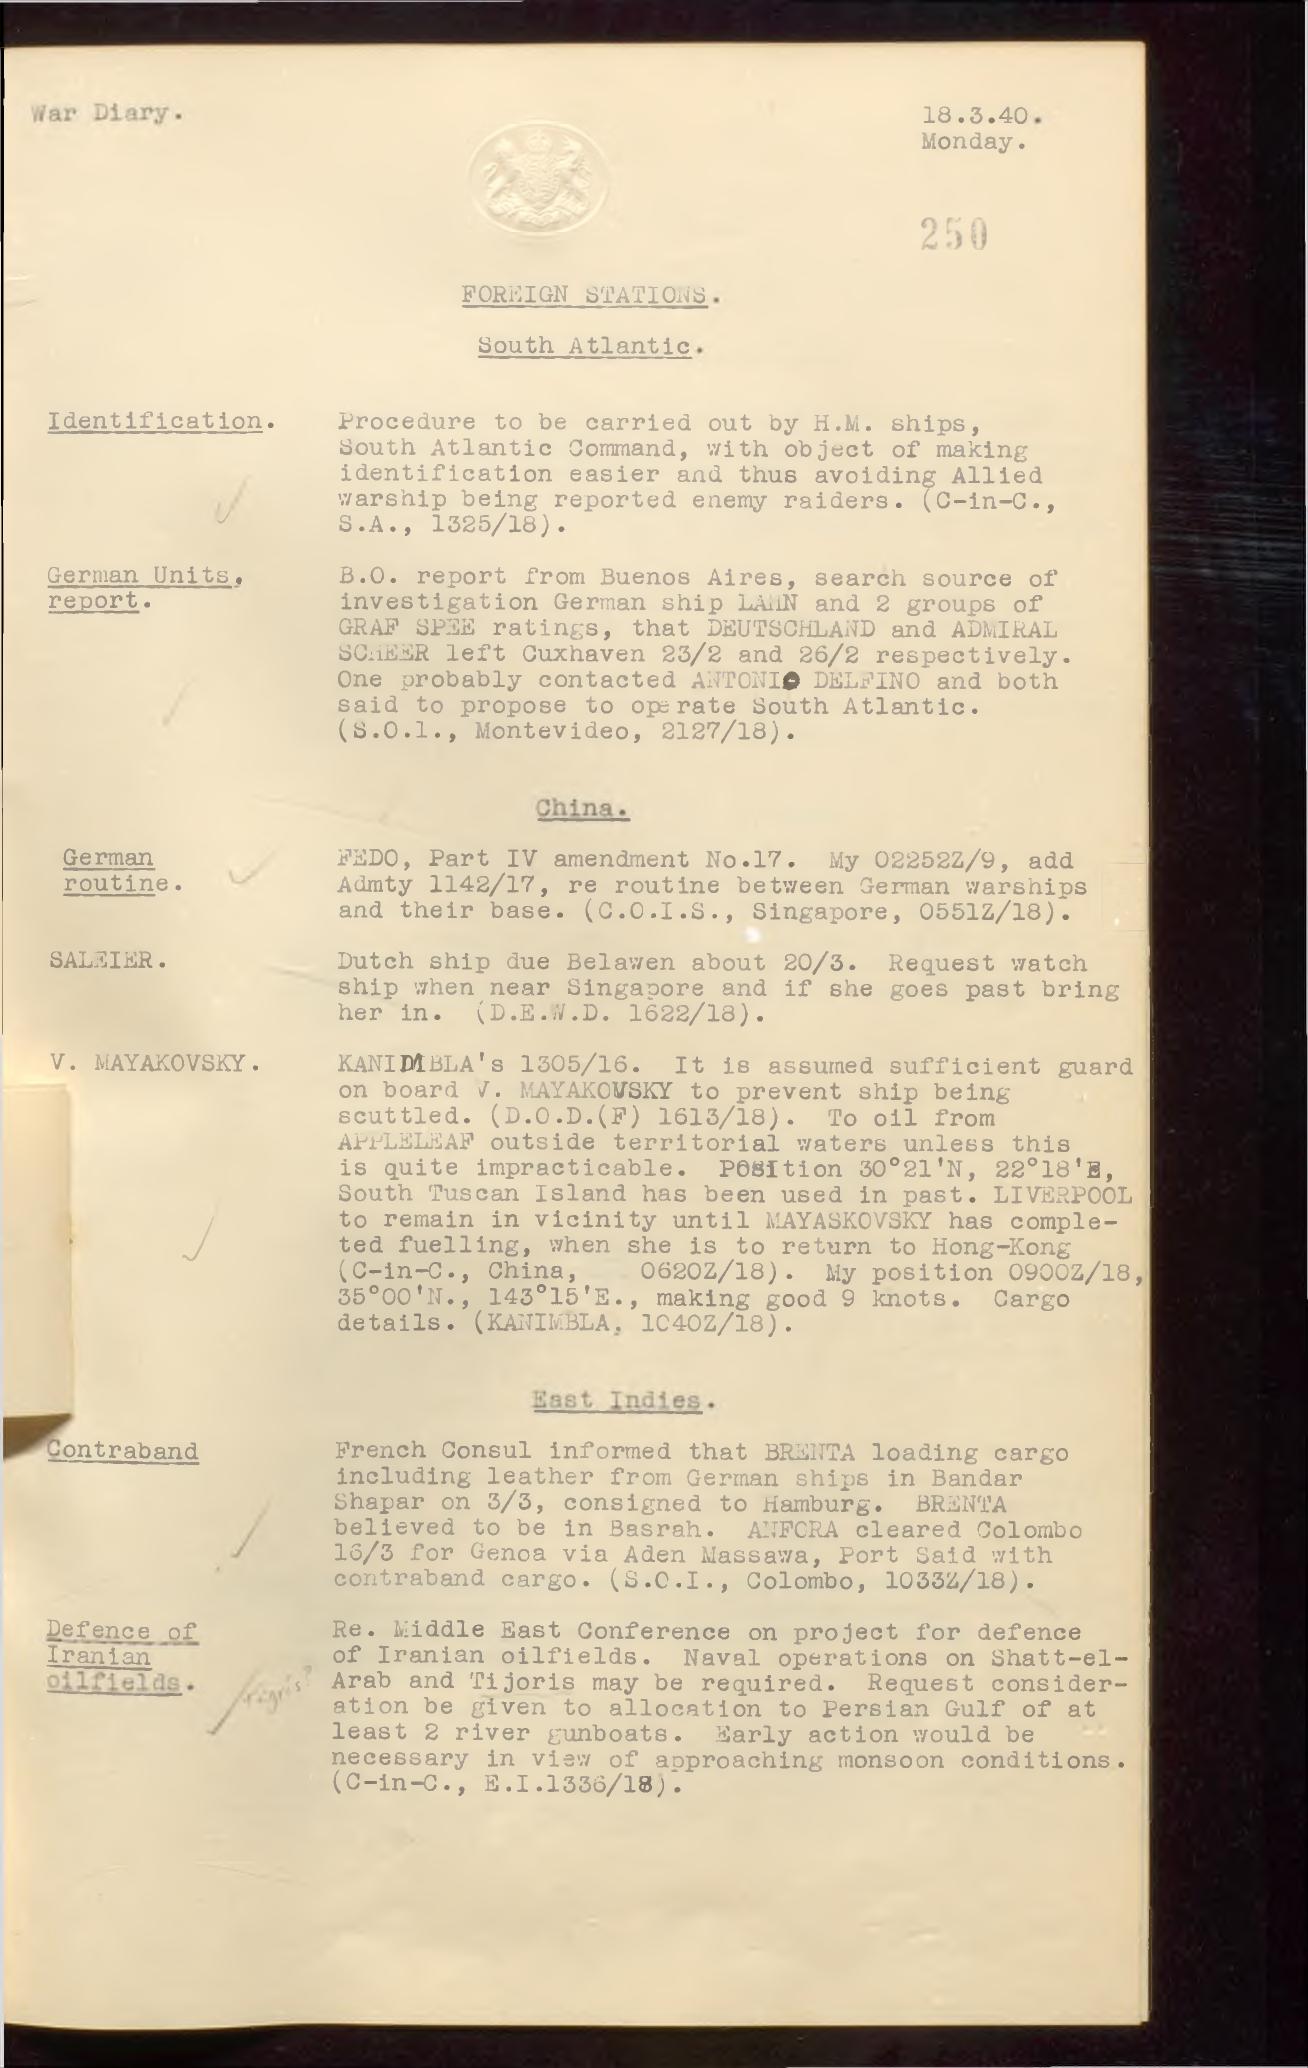 War Diary.
18.3.40.
Monday.
250
FOREIGN STATIONS.
South Atlantic.
Identification.
Procedure to be carried out by H.M. ships,
South Atlantic Command, with object of making
identification easier and thus avoiding Allied
warship being reported enemy raiders. (C-in-C.,
S.A., 1325/18).
German Units,
report.
B.O. report from Buenos Aires, search source of
investigation German ship LAHN and 2 groups of
GRAF SPEE ratings, that DEUTSCHLAND and ADMIRAL
SCHEER left Cuxhaven 23/2 and 26/2 respectively.
One probably contacted ANTONIO DELFINO and both
said to propose to operate South Atlantic.
(S.O.1., Montevideo, 2127/18).
China.
German
routine.
FEDO, Part IV amendment No.17. My 02252Z/9, add
Admty 1142/17, re routine between German warships
and their base. (C.O.I.S., Singapore, 0551Z/18).
SALEIER.
Dutch ship due Belawen about 20/3. Request watch
ship when near Singapore and if she goes past bring
her in. (D.E.W.D. 1622/18).
V. MAYAKOVSKY.
KANIMBLA's 1305/16. It is assumed sufficient guard
on board V. MAYAKOVSKY to prevent ship being
scuttled. (D.O.D.(F) 1613/18). To oil from
APPLELEAF outside territorial waters unless this
is quite impracticable. Position 30°21'N, 22°18'E,
South Tuscan Island has been used in past. LIVERPOOL
to remain in vicinity until MAYASKOVSKY has comple-
ted fuelling, when she is to return to Hong-Kong
(C-in-C., China, 0620Z/18). My position 0900Z/18,
35°00'N., 143°15'E., making good 9 knots. Cargo
details. (KANIMBLA, 1040Z/18).
East Indies.
Contraband
French Consul informed that BRENTA loading cargo
including leather from German ships in Bandar
Shapar on 3/3, consigned to Hamburg. BRENTA
believed to be in Basrah. ANFORA cleared Colombo
16/3 for Genoa via Aden Massawa, Port Said with
contraband cargo. (S.O.I., Colombo, 1033Z/18).
Defence of
Iranian
oilfields.
Tigris?
Re. Middle East Conference on project for defence
of Iranian oilfields. Naval operations on Shatt-el-
Arab and Tijoris may be required. Request consider-
ation be given to allocation to Persian Gulf of at
least 2 river gunboats. Early action would be
necessary in view of approaching monsoon conditions.
(C-in-C., E.I.1336/18).